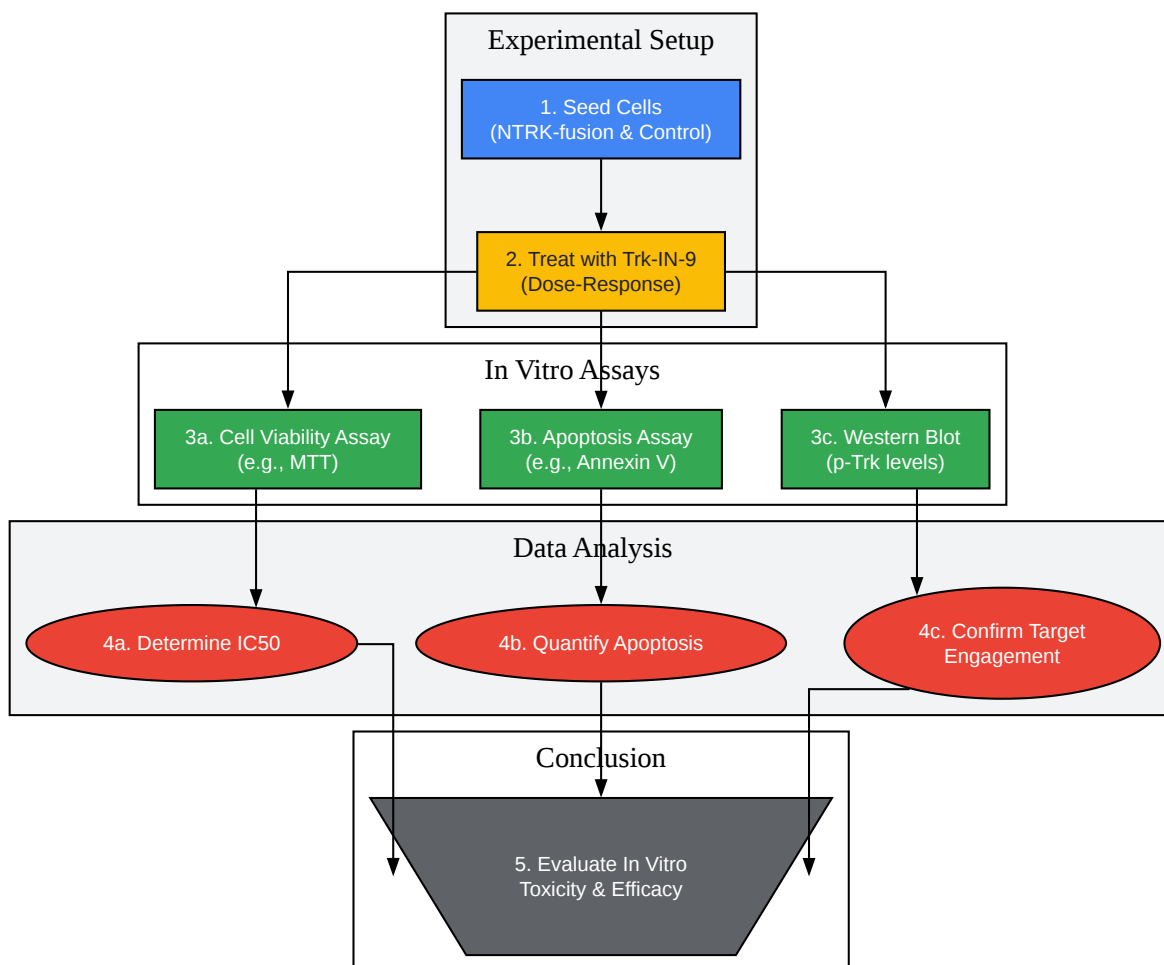 Experimental Setup
1. Seed Cells
(NTRK-fusion & Control)
2. Treat with Trk-IN-9
(Dose-Response)
In Vitro Assays
3a. Cell Viability Assay
(e.g., MTT)
3b. Apoptosis Assay
(e.g., Annexin V)
3c. Western Blot
(p-Trk levels)
Data Analysis
4a. Determine IC50
4b. Quantify Apoptosis
4c. Confirm Target
Engagement
Conclusion
5. Evaluate In Vitro
Toxicity & Efficacy